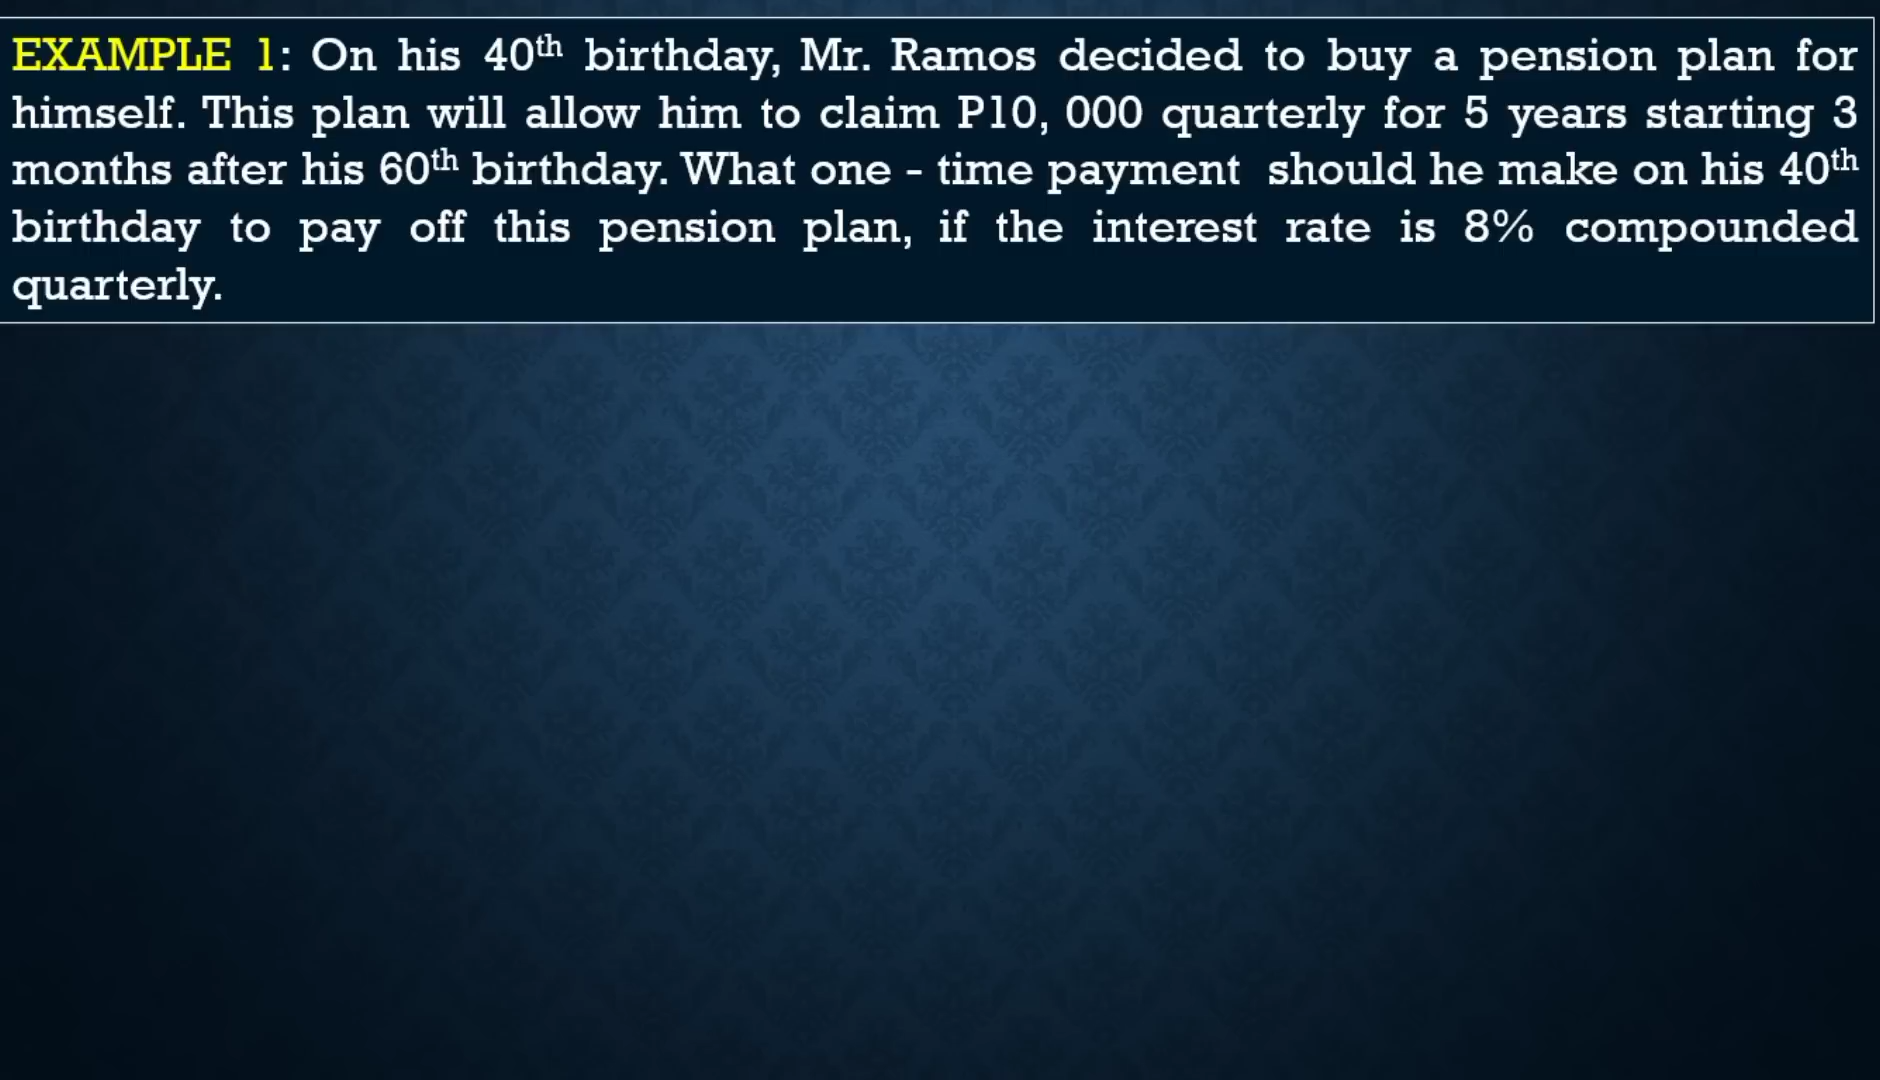 EXAMPLE 1: On his 40th birthday, Mr. Ramos decided to buy a pension plan for
himself. This plan will allow him to claim P10, 000 quarterly for 5 years starting 3
months after his 60th birthday. What one - time payment should he make on his 40th
birthday to pay off this pension plan, if the interest rate is 8% compounded
quarterly.